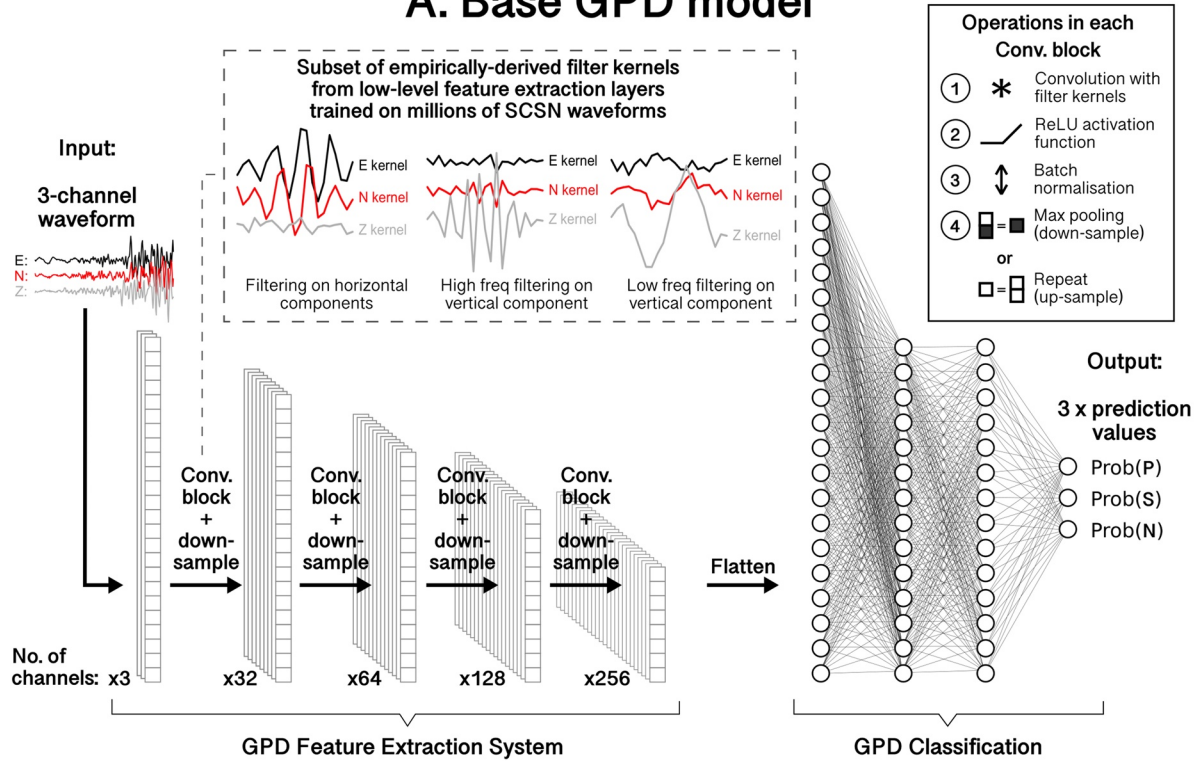 A. Base GPD model
Operations in each
Conv. block
1
Convolution with
filter kernels
2
ReLU activation
function
3
Batch
normalisation
4
=
Max pooling
(down-sample)
or
=
Repeat
(up-sample)
Subset of empirically-derived filter kernels
from low-level feature extraction layers
trained on millions of SCSN waveforms
E kernel
N kernel
Z kernel
Filtering on horizontal
components
E kernel
N kernel
Z kernel
High freq filtering on
vertical component
E kernel
N kernel
Z kernel
Low freq filtering on
vertical component
Input:
3-channel
waveform
E:
N:
Z:
Conv.
block
+
down-
sample
Conv.
block
+
down-
sample
Conv.
block
+
down-
sample
Conv.
block
+
down-
sample
Flatten
Output:
3 x prediction
values
Prob(P)
Prob(S)
Prob(N)
No. of
channels: x3
x32
x64
x128
x256
GPD Feature Extraction System
GPD Classification